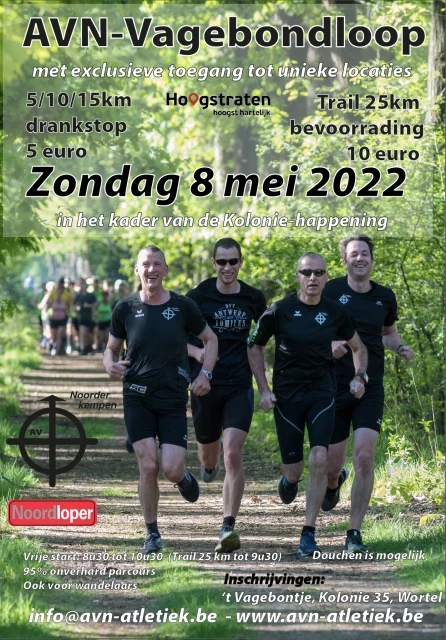 AVN-Vagebondloop
met exclusieve toegang tot unieke locaties
5/10/15km
drankstop
5 euro
Hoogstraten
hoogst hartelijk
Trail 25km
bevoorrading
10 euro
Zondag 8 mei 2022
in het kader van de Kolonie-happening
ANTWERP
10 MILES
Noorder
kempen
AV
Noordloper
Vrije start: 8u30 tot 10u30 (Trail 25 km tot 9u30)
95% onverhard parcours
Ook voor wandelaars
Douchen is mogelijk
Inschrijvingen:
't Vagebontje, Kolonie 35, Wortel
info@avn-atletiek.be - www.avn-atletiek.be